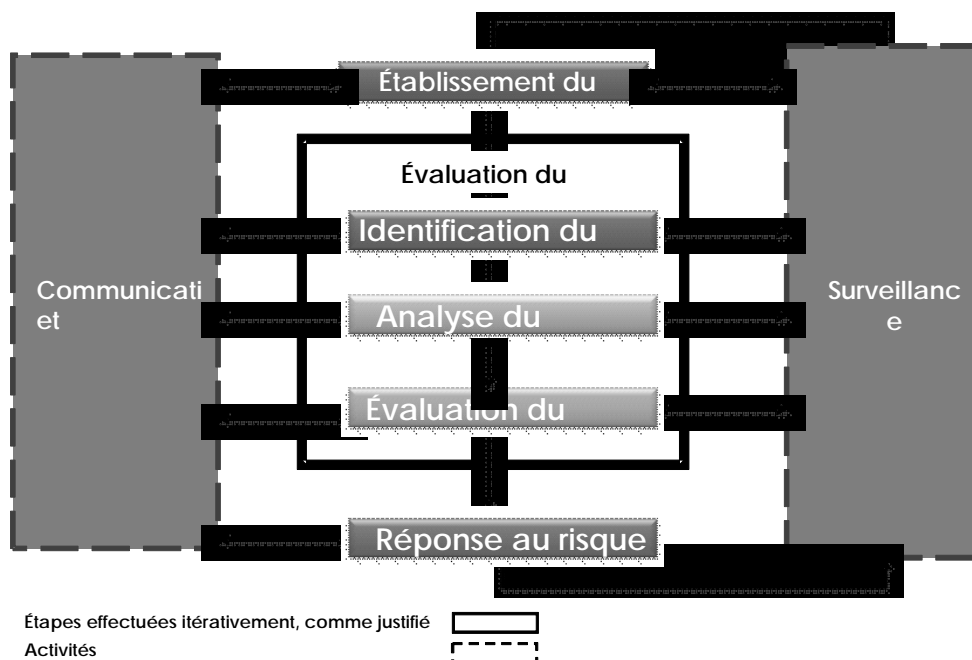 Établissement du
Évaluation du
Identification du
Communicati
et
Surveillanc
e
Analyse du
Évaluation du
Réponse au risque
Étapes effectuées itérativement, comme justifié
Activités